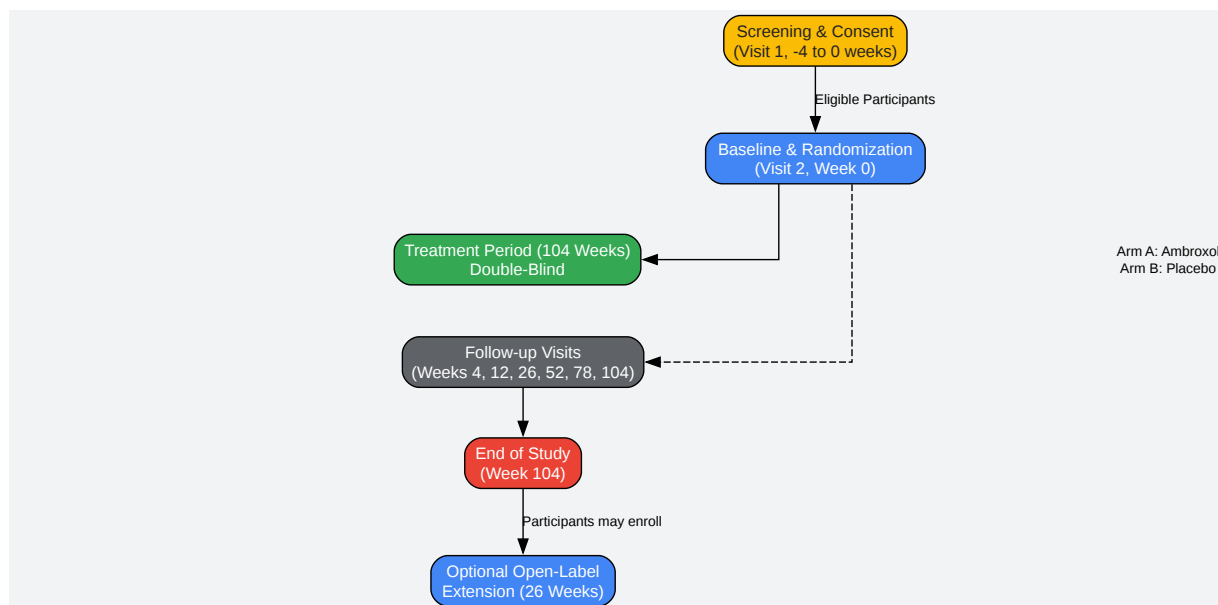 Screening & Consent
(Visit 1, -4 to 0 weeks)
Eligible Participants
Baseline & Randomization
(Visit 2, Week 0)
Treatment Period (104 Weeks)
Double-Blind
Arm A: Ambroxol
Arm B: Placebo
Follow-up Visits
(Weeks 4, 12, 26, 52, 78, 104)
End of Study
(Week 104)
Participants may enroll
Optional Open-Label
Extension (26 Weeks)